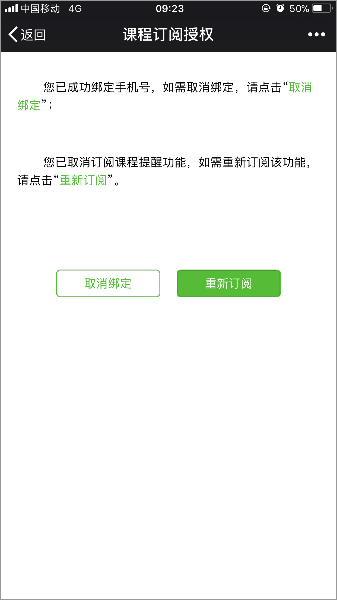 中国移动 4G 09:23 50%
返回 课程订阅授权
您已成功绑定手机号，如需取消绑定，请点击“取消
绑定”；
您已取消订阅课程提醒功能，如需重新订阅该功能，
请点击“重新订阅”。
取消绑定 重新订阅